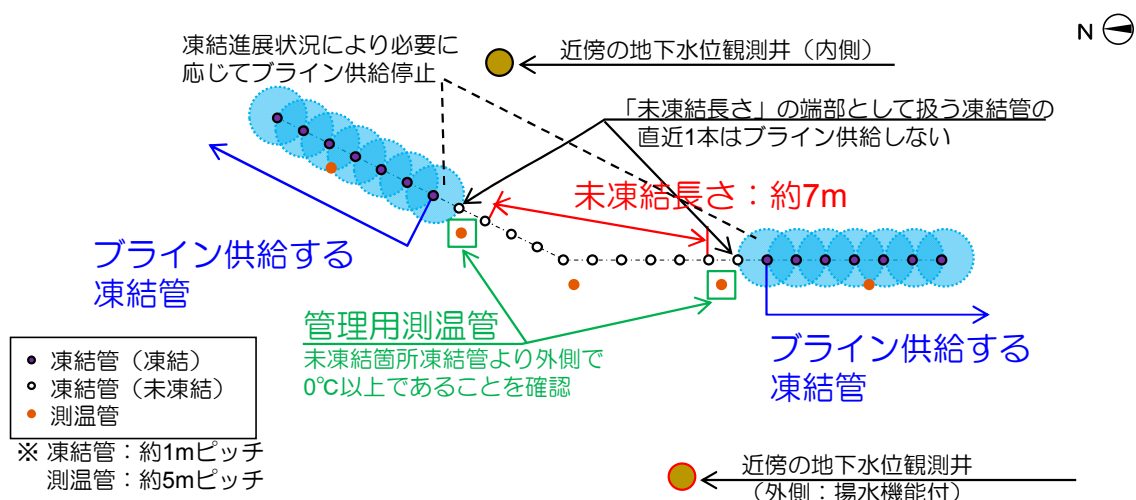 N
凍結進展状況により必要に
応じてブライン供給停止
近傍の地下水位観測井（内側）
「未凍結長さ」の端部として扱う凍結管の
直近1本はブライン供給しない
未凍結長さ：約7m
ブライン供給する
凍結管
管理用測温管
未凍結箇所凍結管より外側で
0℃以上であることを確認
ブライン供給する
凍結管
凍結管（凍結）
凍結管（未凍結）
測温管
※ 凍結管：約1mピッチ
測温管：約5mピッチ
近傍の地下水位観測井
（外側：揚水機能付）